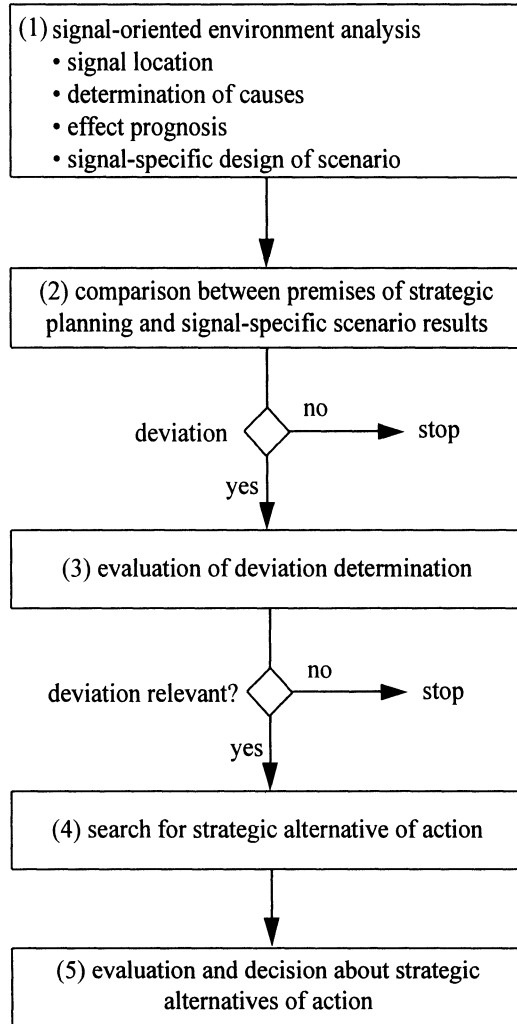 (1) signal-oriented environment analysis
• signal location
• determination of causes
• effect prognosis
• signal-specific design of scenario
(2) comparison between premises of strategic
planning and signal-specific scenario results
no
deviation
stop
yes
(3) evaluation of deviation determination
no
deviation relevant?
stop
yes
(4) search for strategic alternative of action
(5) evaluation and decision about strategic
alternatives of action